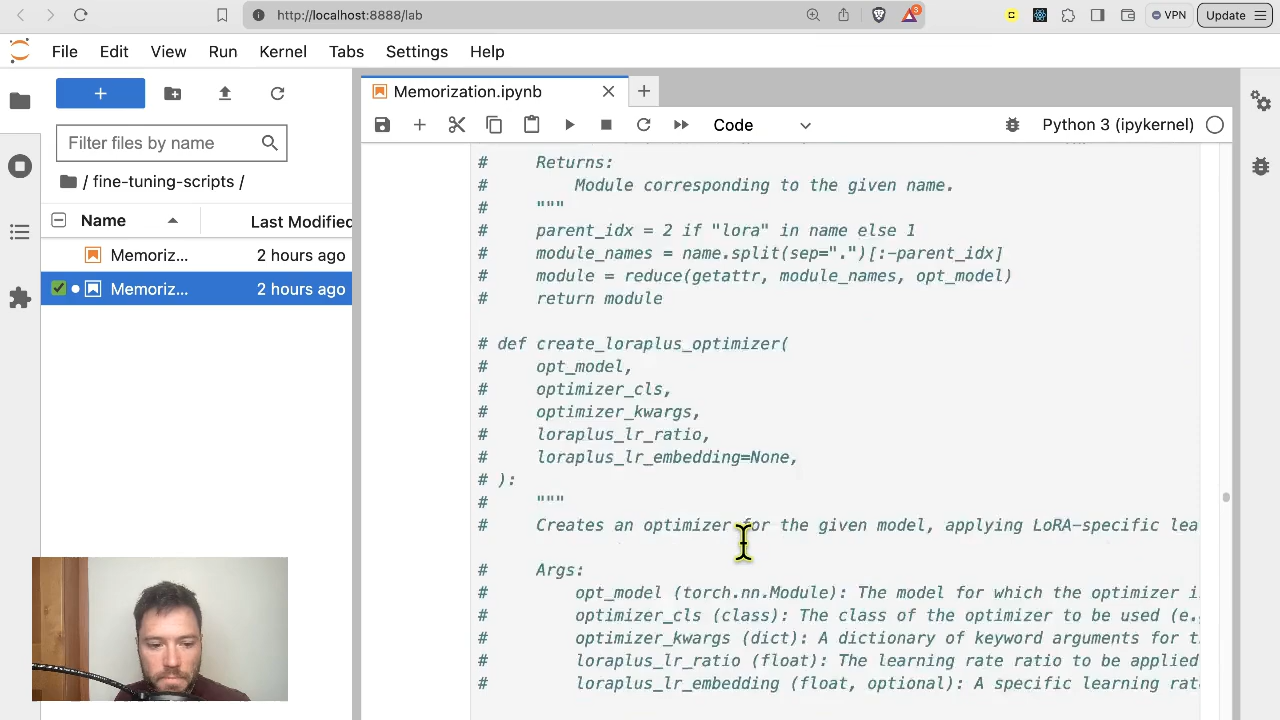 http://localhost:8888/lab
3
VPN
Update
File Edit View Run Kernel Tabs Settings Help
Memorization.ipynb
Code
Python 3 (ipykernel)
Filter files by name
/ fine-tuning-scripts /
Name
Last Modified
Memoriz... 2 hours ago
Memoriz... 2 hours ago
# Returns:
# Module corresponding to the given name.
# """
# parent_idx = 2 if "lora" in name else 1
# module_names = name.split(sep=".")[:-parent_idx]
# module = reduce(getattr, module_names, opt_model)
# return module
# def create_loraplus_optimizer(
# opt_model,
# optimizer_cls,
# optimizer_kwargs,
# loraplus_lr_ratio,
# loraplus_lr_embedding=None,
# ):
# """
# Creates an optimizer for the given model, applying LoRA-specific lea
# Args:
# opt_model (torch.nn.Module): The model for which the optimizer i
# optimizer_cls (class): The class of the optimizer to be used (e.
# optimizer_kwargs (dict): A dictionary of keyword arguments for t
# loraplus_lr_ratio (float): The learning rate ratio to be applied
# loraplus_lr_embedding (float, optional): A specific learning rat